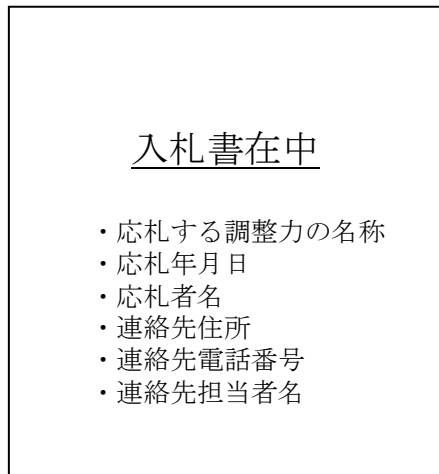 入札書在中
・応札する調整力の名称
・応札年月日
・応札者名
・連絡先住所
・連絡先電話番号
・連絡先担当者名